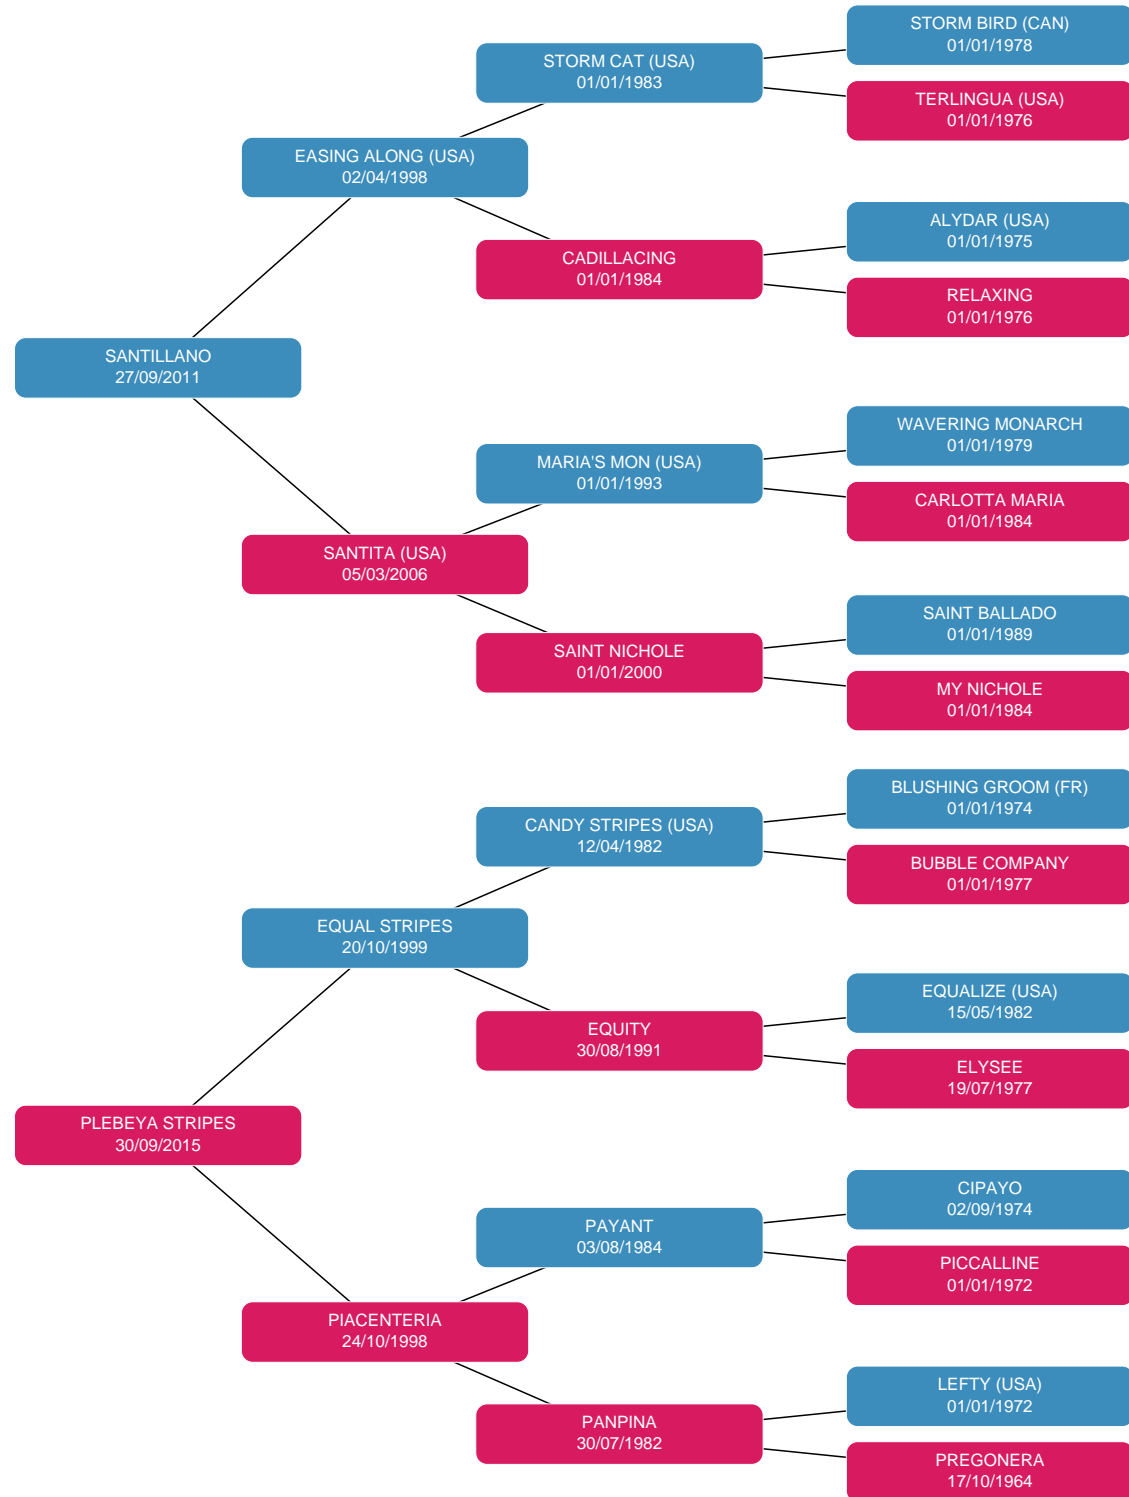 STORM BIRD (CAN)
01/01/1978
STORM CAT (USA)
01/01/1983
TERLINGUA (USA)
01/01/1976
EASING ALONG (USA)
02/04/1998
ALYDAR (USA)
01/01/1975
CADILLACING
01/01/1984
RELAXING
01/01/1976
SANTILLANO
27/09/2011
WAVERING MONARCH
01/01/1979
MARIA'S MON (USA)
01/01/1993
CARLOTTA MARIA
01/01/1984
SANTITA (USA)
05/03/2006
SAINT BALLADO
01/01/1989
SAINT NICHOLE
01/01/2000
MY NICHOLE
01/01/1984
BLUSHING GROOM (FR)
01/01/1974
CANDY STRIPES (USA)
12/04/1982
BUBBLE COMPANY
01/01/1977
EQUAL STRIPES
20/10/1999
EQUALIZE (USA)
15/05/1982
EQUITY
30/08/1991
ELYSEE
19/07/1977
PLEBEYA STRIPES
30/09/2015
CIPAYO
02/09/1974
PAYANT
03/08/1984
PICCALLINE
01/01/1972
PIACENTERIA
24/10/1998
LEFTY (USA)
01/01/1972
PANPINA
30/07/1982
PREGONERA
17/10/1964